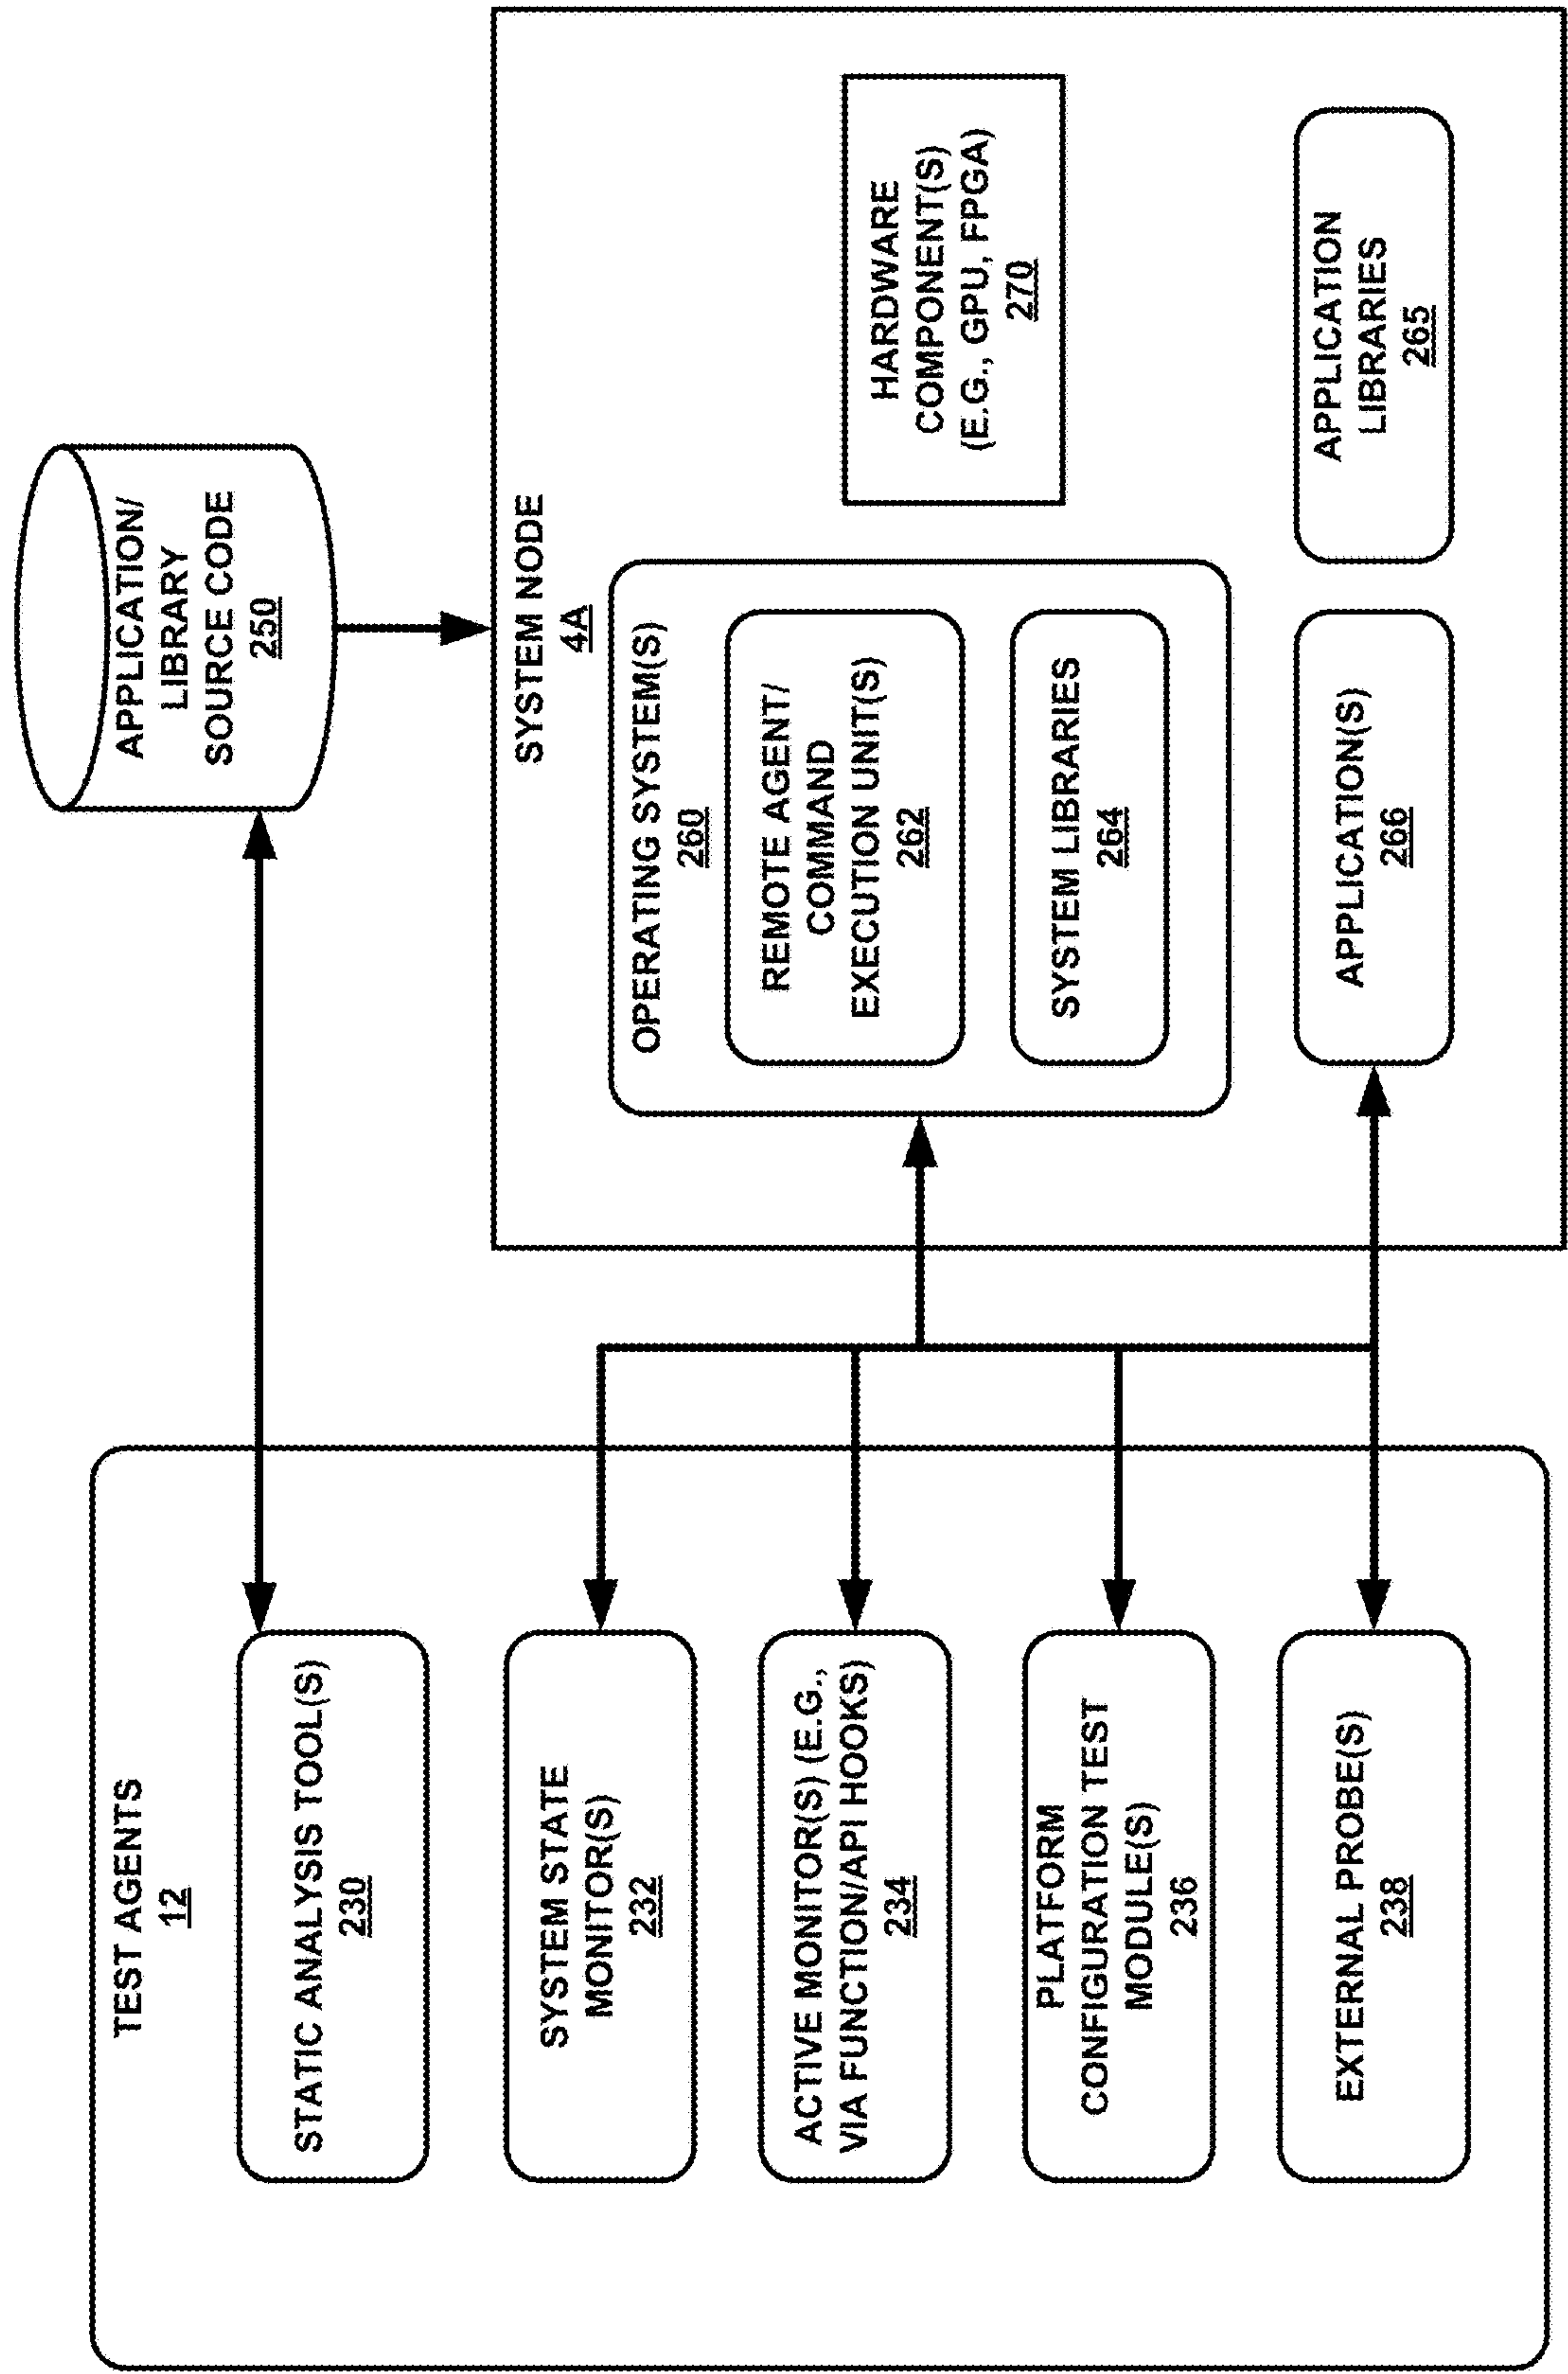 TEST AGENTS
12
STATIC ANALYSIS TOOL(S)
230
SYSTEM STATE
MONITOR(S)
232
ACTIVE MONITOR(S) (E.G.,
VIA FUNCTION/API HOOKS)
234
PLATFORM
CONFIGURATION TEST
MODULE(S)
236
EXTERNAL PROBE(S)
238
APPLICATION/
LIBRARY
SOURCE CODE
250
SYSTEM NODE
4A
OPERATING SYSTEM(S)
260
REMOTE AGENT/
COMMAND
EXECUTION UNIT(S)
262
SYSTEM LIBRARIES
264
HARDWARE
COMPONENT(S)
(E.G., GPU, FPGA)
270
APPLICATION(S)
266
APPLICATION
LIBRARIES
265